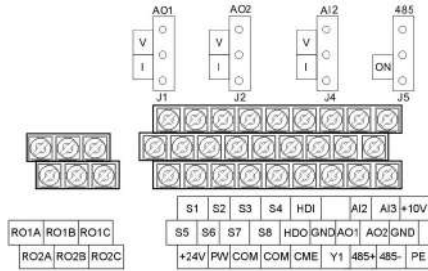 AO1 AO2 AI2 485
V V V
I I I ON
J1 J2 J4 J5
S1 S2 S3 S4 HDI AI2 AI3 +10V
RO1A RO1B RO1C S5 S6 S7 S8 HDO GND AO1 AO2 GND
RO2A RO2B RO2C +24V PW COM COM CME Y1 485+ 485- PE